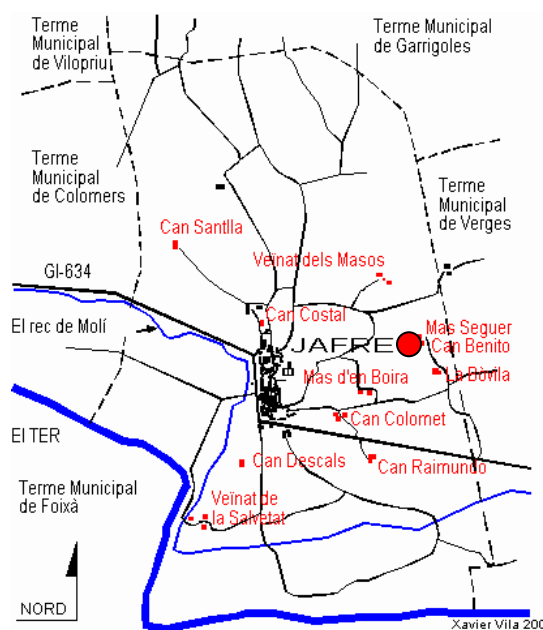 Terme
Municipal
de Vilopriu
Terme Municipal
de Garrigoles
Terme
Municipal
de Colomers
Terme
Municipal
de Verges
Can Santlla
Veïnat dels Masos
GI-634
El rec de Molí
Can Costal
JAFRE
Mas Seguer
Can Benito
La Bòvila
Mas d'en Boira
El TER
Can Colomet
Can Descals
Can Raimundo
Terme Municipal
de Foixà
Veïnat de
la Salvetat
NORD
Xavier Vila 200